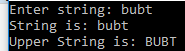 Enter string: bubt
String is: bubt
Upper String is: BUBT